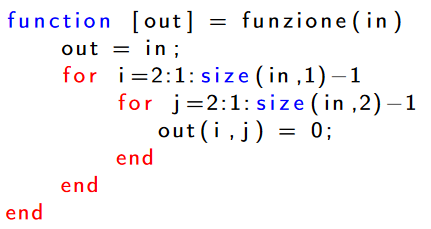 function [out] = funzione(in)
out = in;
for i=2:1:size(in,1)-1
for j=2:1:size(in,2)-1
out(i,j) = 0;
end
end
end